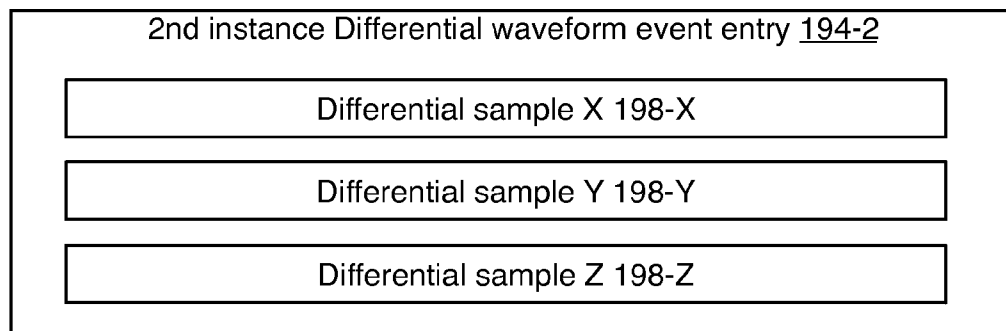 2nd instance Differential waveform event entry 194-2
Differential sample X 198-X
Differential sample Y 198-Y
Differential sample Z 198-Z